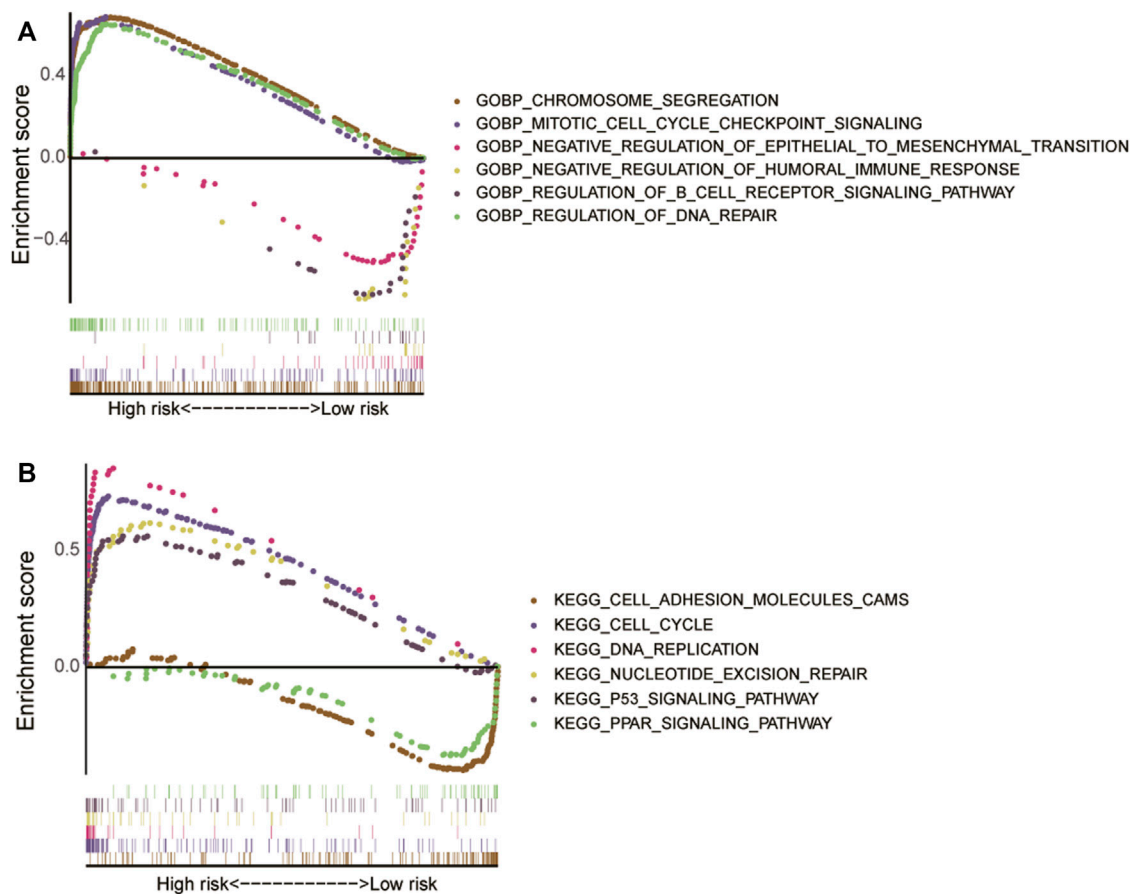 A
Enrichment score
0.4
0.0
−0.4
GOBP_CHROMOSOME_SEGREGATION
GOBP_MITOTIC_CELL_CYCLE_CHECKPOINT_SIGNALING
GOBP_NEGATIVE_REGULATION_OF_EPITHELIAL_TO_MESENCHYMAL_TRANSITION
GOBP_NEGATIVE_REGULATION_OF_HUMORAL_IMMUNE_RESPONSE
GOBP_REGULATION_OF_B_CELL_RECEPTOR_SIGNALING_PATHWAY
GOBP_REGULATION_OF_DNA_REPAIR
High risk<------------->Low risk
B
Enrichment score
0.5
0.0
KEGG_CELL_ADHESION_MOLECULES_CAMS
KEGG_CELL_CYCLE
KEGG_DNA_REPLICATION
KEGG_NUCLEOTIDE_EXCISION_REPAIR
KEGG_P53_SIGNALING_PATHWAY
KEGG_PPAR_SIGNALING_PATHWAY
High risk<------------->Low risk